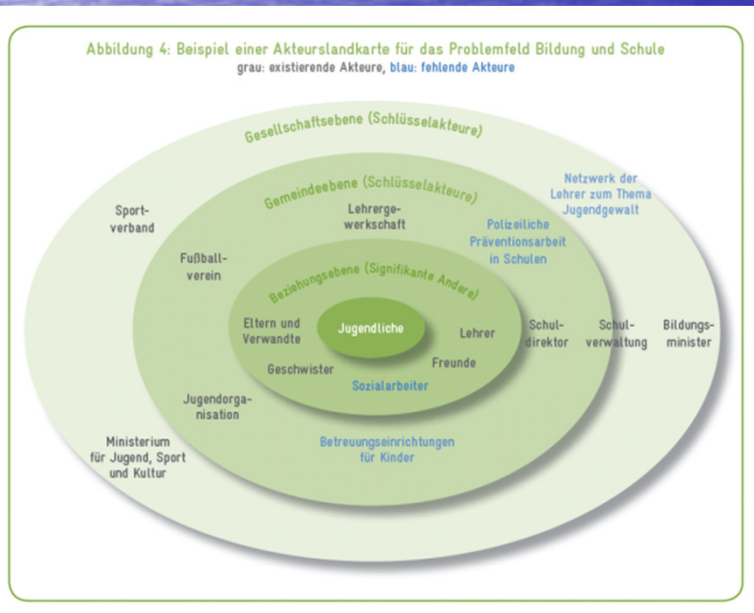 Abbildung 4: Beispiel einer Akteurslandkarte für das Problemfeld Bildung und Schule
grau: existierende Akteure, blau: fehlende Akteure
Gesellschaftsebene (Schlüsselakteure)
Netzwerk der
Lehrer zum Thema
Jugendgewalt
Gemeindeebene (Schlüsselakteure)
Sport-
verband
Lehrerge-
werkschaft
Polizeiliche
Präventionsarbeit
in Schulen
Fußball-
verein
Beziehungsebene (Signifikante Andere)
Eltern und
Verwandte
Jugendliche
Lehrer
Schul-
direktor
Schul-
verwaltung
Bildungs-
minister
Geschwister
Freunde
Sozialarbeiter
Jugendorga-
nisation
Ministerium
für Jugend, Sport
und Kultur
Betreuungseinrichtungen
für Kinder